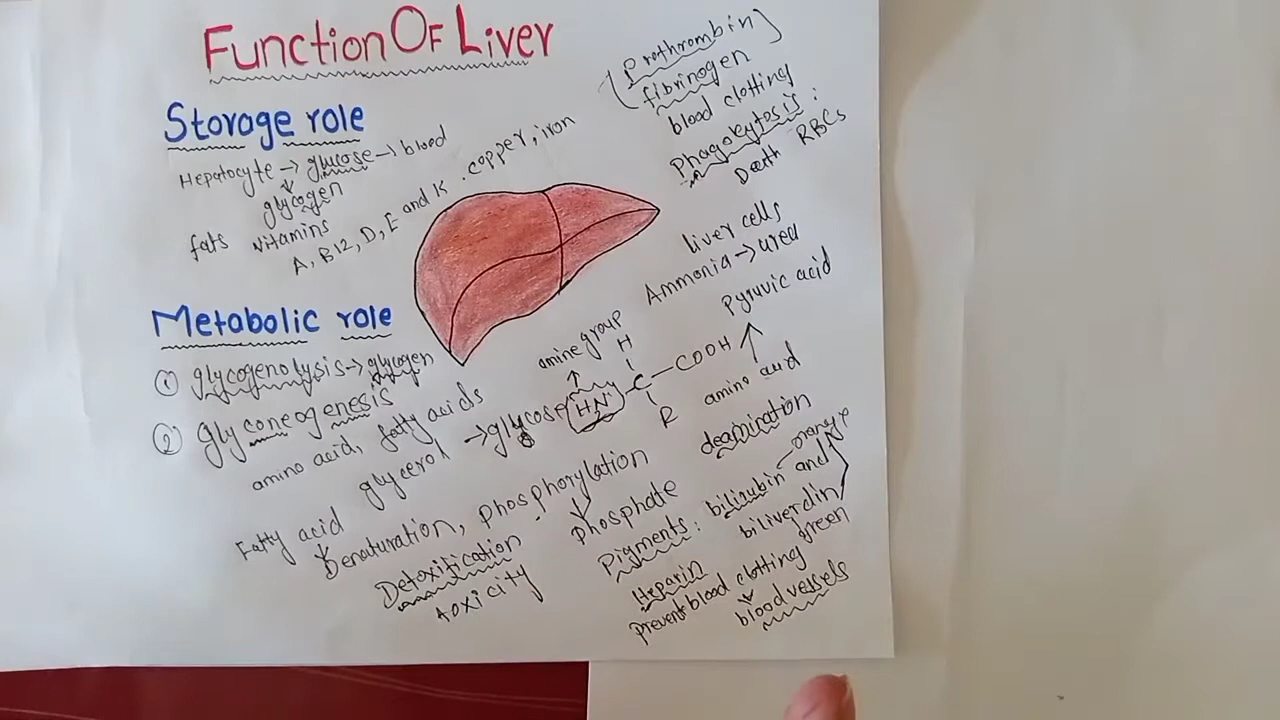 Function Of Liver
Storage role
Hepatocyte → glucose → blood
glycogen
fats vitamins
A, B12, D, E and K . copper, iron
Metabolic role
① glycogenolysis → glycogen
② glyconeogenesis
amino acid, fatty acids
glycerol → glycose
Fatty acid
Denaturation, phosphorylation
phosphate
Detoxification
toxicity
(Prothrombin)
fibrinogen
blood clotting
Phagocytosis :
Death RBCs
liver cells
Ammonia → urea
Pyruvic acid
amino acid
deamination
amine group
H
HN C COOH
R
Pigments : bilirubin and orange
biliverdin
green
Heparin
prevent blood clotting
blood vessels